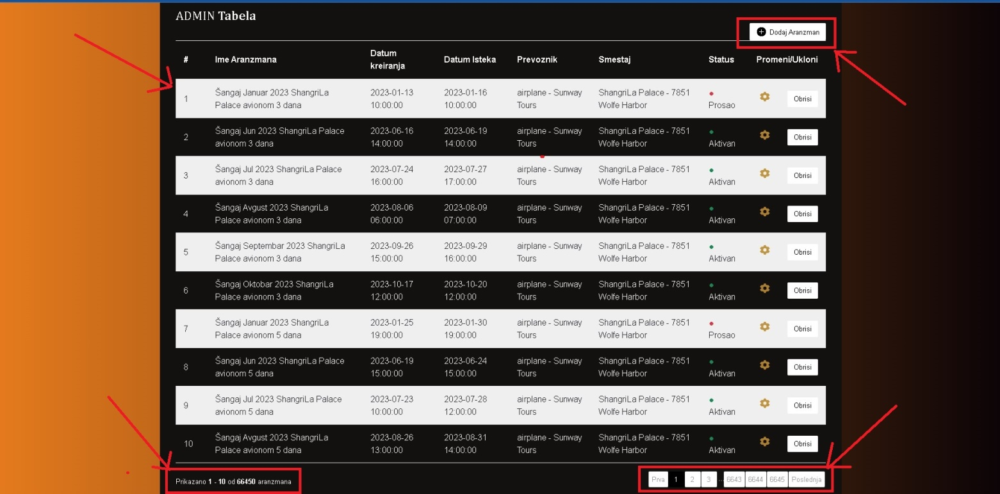 ADMIN Tabela
Dodaj Aranzman
# Ime Aranzmana Datum kreiranja Datum Isteka Prevoznik Smestaj Status Promeni/Ukloni
1 Šangaj Januar 2023 ShangriLa 2023-01-13 2023-01-16 airplane - Sunway ShangriLa Palace - 7851 Obrisi
Palace avionom 3 dana 10:00:00 10:00:00 Tours Wolfe Harbor Prosao
2 Šangaj Jun 2023 ShangriLa Palace 2023-06-16 2023-06-19 airplane - Sunway ShangriLa Palace - 7851 Obrisi
avionom 3 dana 14:00:00 14:00:00 Tours Wolfe Harbor Aktivan
3 Šangaj Jul 2023 ShangriLa Palace 2023-07-24 2023-07-27 airplane - Sunway ShangriLa Palace - 7851 Obrisi
avionom 3 dana 16:00:00 17:00:00 Tours Wolfe Harbor Aktivan
4 Šangaj Avgust 2023 ShangriLa 2023-08-06 2023-08-09 airplane - Sunway ShangriLa Palace - 7851 Obrisi
Palace avionom 3 dana 06:00:00 07:00:00 Tours Wolfe Harbor Aktivan
5 Šangaj Septembar 2023 ShangriLa 2023-09-26 2023-09-29 airplane - Sunway ShangriLa Palace - 7851 Obrisi
Palace avionom 3 dana 15:00:00 16:00:00 Tours Wolfe Harbor Aktivan
6 Šangaj Oktobar 2023 ShangriLa 2023-10-17 2023-10-20 airplane - Sunway ShangriLa Palace - 7851 Obrisi
Palace avionom 3 dana 12:00:00 12:00:00 Tours Wolfe Harbor Aktivan
7 Šangaj Januar 2023 ShangriLa 2023-01-25 2023-01-30 airplane - Sunway ShangriLa Palace - 7851 Obrisi
Palace avionom 5 dana 19:00:00 19:00:00 Tours Wolfe Harbor Prosao
8 Šangaj Jun 2023 ShangriLa Palace 2023-06-19 2023-06-24 airplane - Sunway ShangriLa Palace - 7851 Obrisi
avionom 5 dana 15:00:00 15:00:00 Tours Wolfe Harbor Aktivan
9 Šangaj Jul 2023 ShangriLa Palace 2023-07-23 2023-07-28 airplane - Sunway ShangriLa Palace - 7851 Obrisi
avionom 5 dana 10:00:00 12:00:00 Tours Wolfe Harbor Aktivan
10 Šangaj Avgust 2023 ShangriLa 2023-08-26 2023-08-31 airplane - Sunway ShangriLa Palace - 7851 Obrisi
Palace avionom 5 dana 13:00:00 14:00:00 Tours Wolfe Harbor Aktivan
Prikazano 1 - 10 od 66450 aranzmana Prva 1 2 3 ... 6643 6644 6645 Poslednja